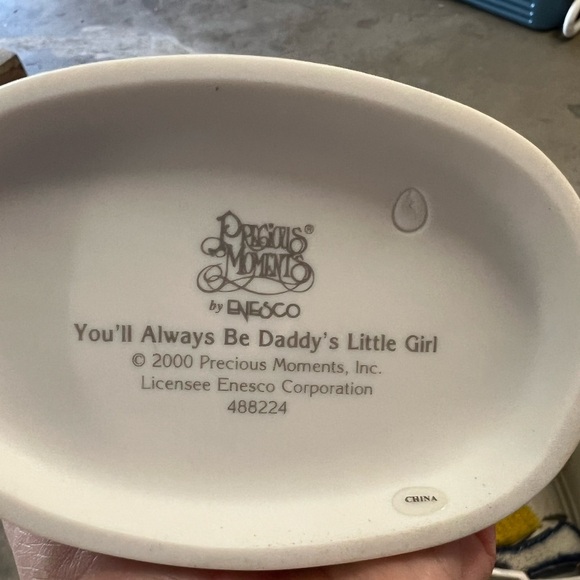 PRECIOUS®
MOMENTS
by ENESCO
You'll Always Be Daddy's Little Girl
© 2000 Precious Moments, Inc.
Licensee Enesco Corporation
488224
CHINA